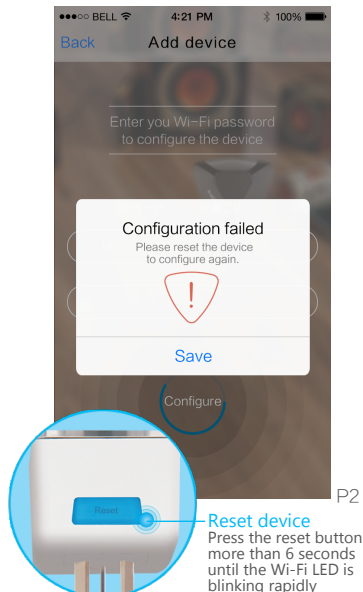 BELL 4:21 PM 100%
Back Add device
Enter you Wi-Fi password
to configure the device
Configuration failed
Please reset the device
to configure again.
!
Save
Configure
P2
Reset
Reset device
Press the reset button
more than 6 seconds
until the Wi-Fi LED is
blinking rapidly